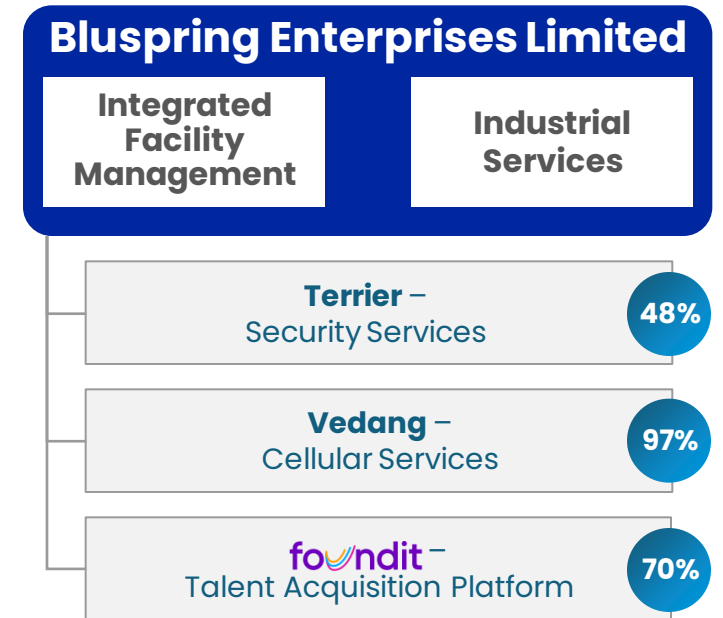 Bluspring Enterprises Limited
Integrated
Facility
Management
Industrial
Services
Terrier –
Security Services
48%
Vedang –
Cellular Services
97%
foundit –
Talent Acquisition Platform
70%